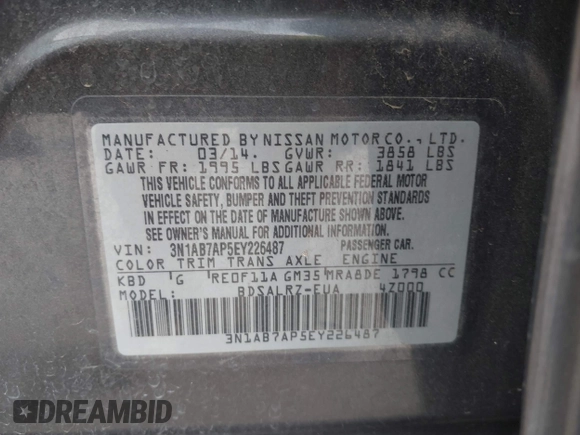 MANUFACTURED BY NISSAN MOTOR CO., LTD.
DATE: 03/14. GVWR: 3858 LBS
GAWR FR: 1995 LBS GAWR RR: 1841 LBS
THIS VEHICLE CONFORMS TO ALL APPLICABLE FEDERAL MOTOR
VEHICLE SAFETY, BUMPER AND THEFT PREVENTION STANDARDS
IN EFFECT ON THE DATE OF MANUFACTURE SHOWN ABOVE.
SEE OWNER'S MANUAL FOR ADDITIONAL INFORMATION.
VIN: 3N1AB7AP5EY226487 PASSENGER CAR.
COLOR TRIM TRANS AXLE ENGINE
KBD 'G 'RE0F11A GM35 MRA8DE 1798 CC
MODEL: BDSALRZ-EUA 4Z000
3N1AB7AP5EY226487
DREAMBID